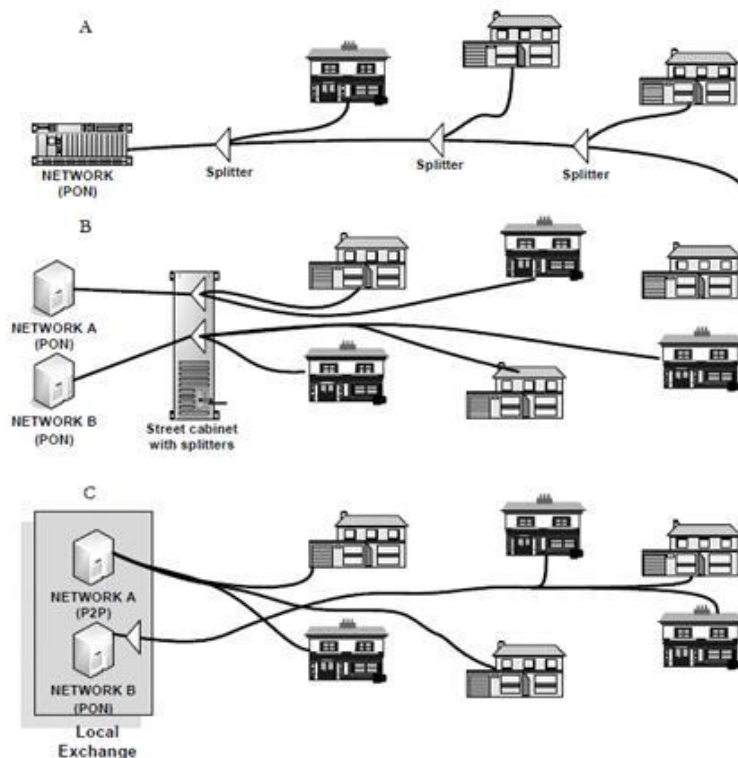 A
NETWORK
(PON)
Splitter
Splitter
Splitter
B
NETWORK A
(PON)
NETWORK B
(PON)
Street cabinet
with splitters
C
NETWORK A
(P2P)
NETWORK B
(PON)
Local
Exchange